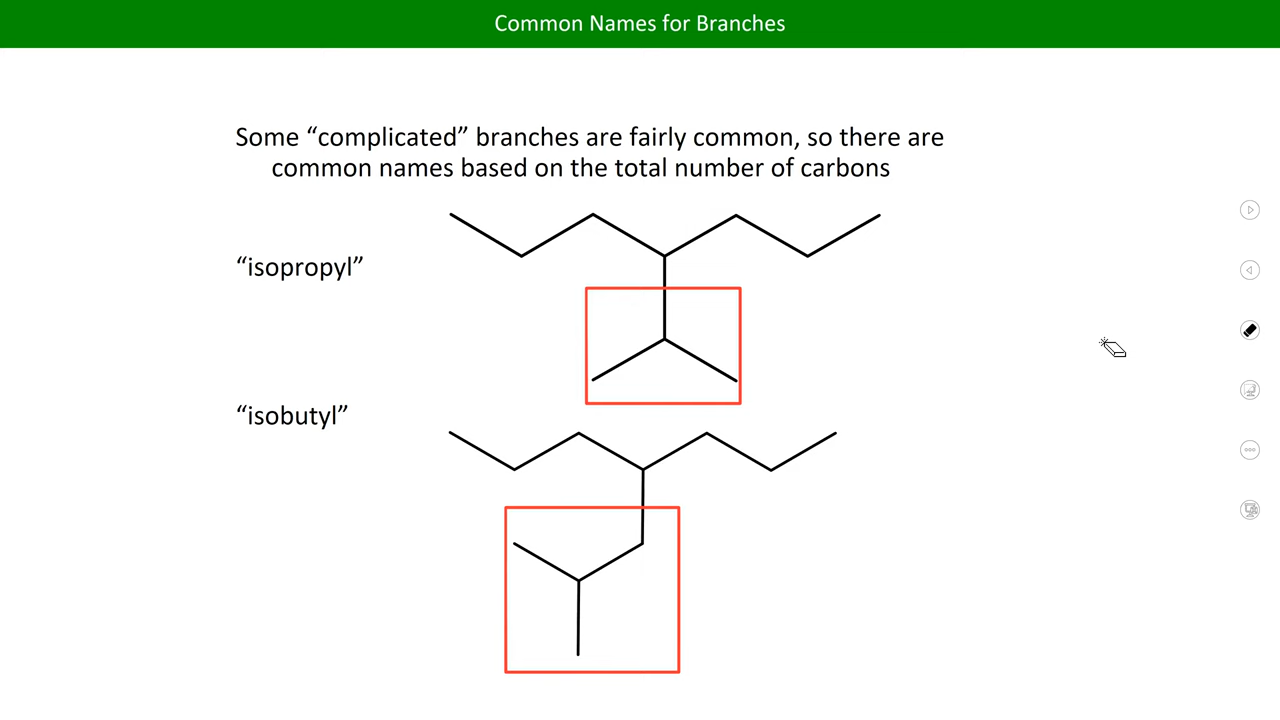 Common Names for Branches
Some “complicated” branches are fairly common, so there are
common names based on the total number of carbons
“isopropyl”
“isobutyl”